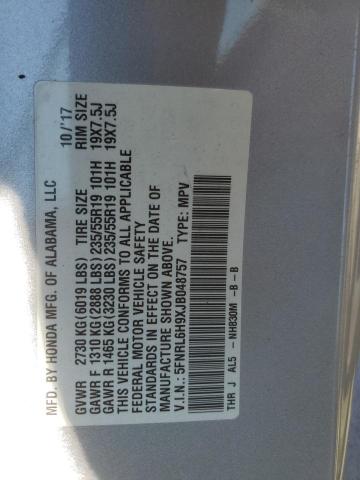 MFD. BY HONDA MFG. OF ALABAMA, LLC 10/'17
GVWR 2730 KG(6019 LBS) TIRE SIZE RIM SIZE
GAWR F 1310 KG (2888 LBS) 235/55R19 101H 19X7.5J
GAWR R 1465 KG(3230 LBS) 235/55R19 101H 19X7.5J
THIS VEHICLE CONFORMS TO ALL APPLICABLE
FEDERAL MOTOR VEHICLE SAFETY
STANDARDS IN EFFECT ON THE DATE OF
MANUFACTURE SHOWN ABOVE.
V.I.N.: 5FNRL6H9XJB048757 TYPE: MPV
THR J AL5 - NH830M - B - B